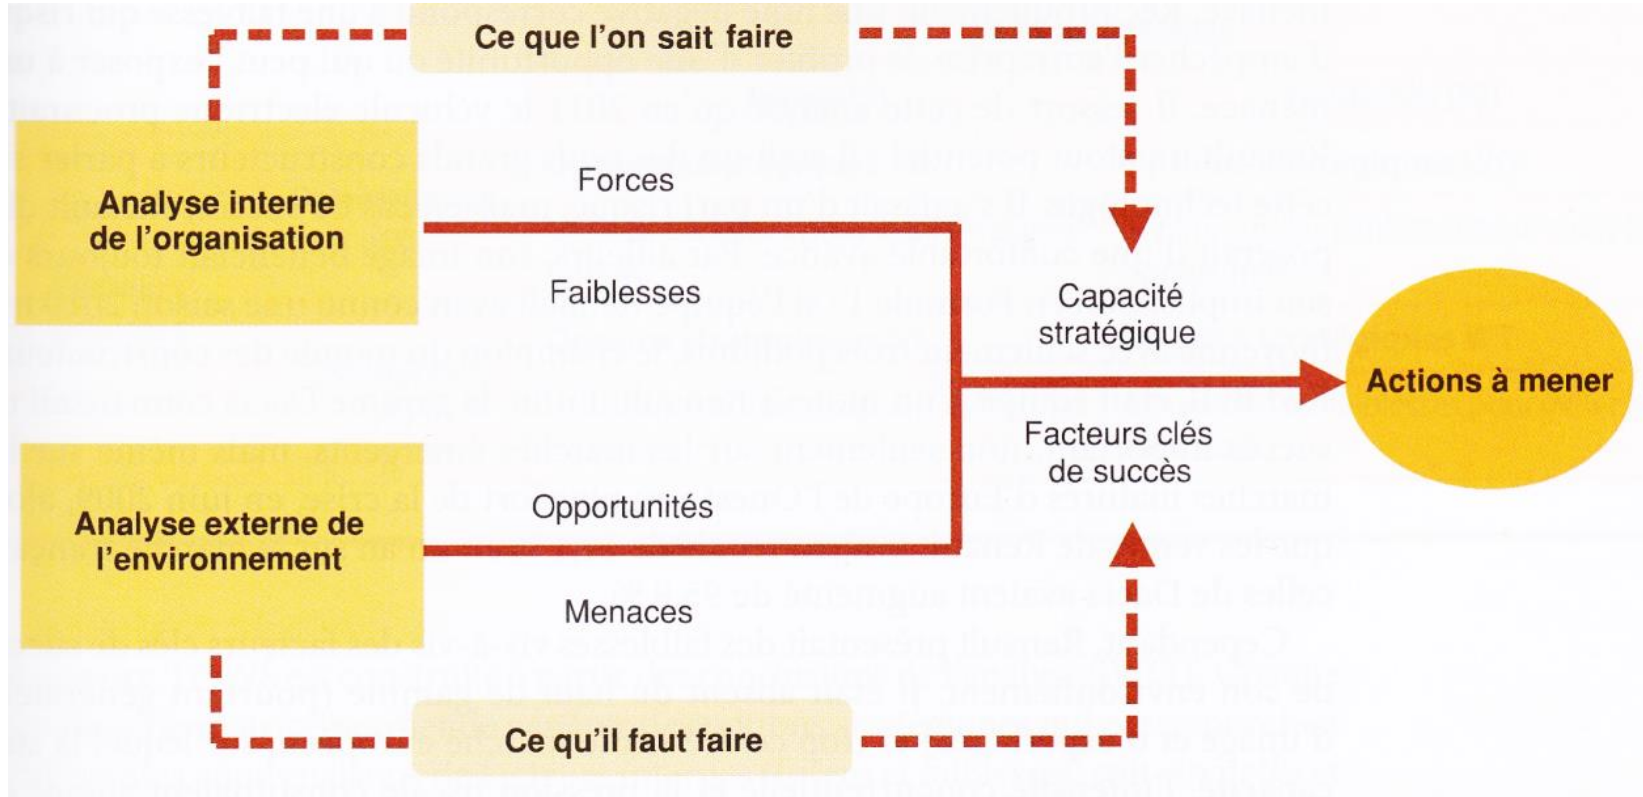 Ce que l'on sait faire
Analyse interne
de l'organisation
Forces
Faiblesses
Capacité
stratégique
Actions à mener
Facteurs clés
de succès
Analyse externe de
l'environnement
Opportunités
Menaces
Ce qu'il faut faire